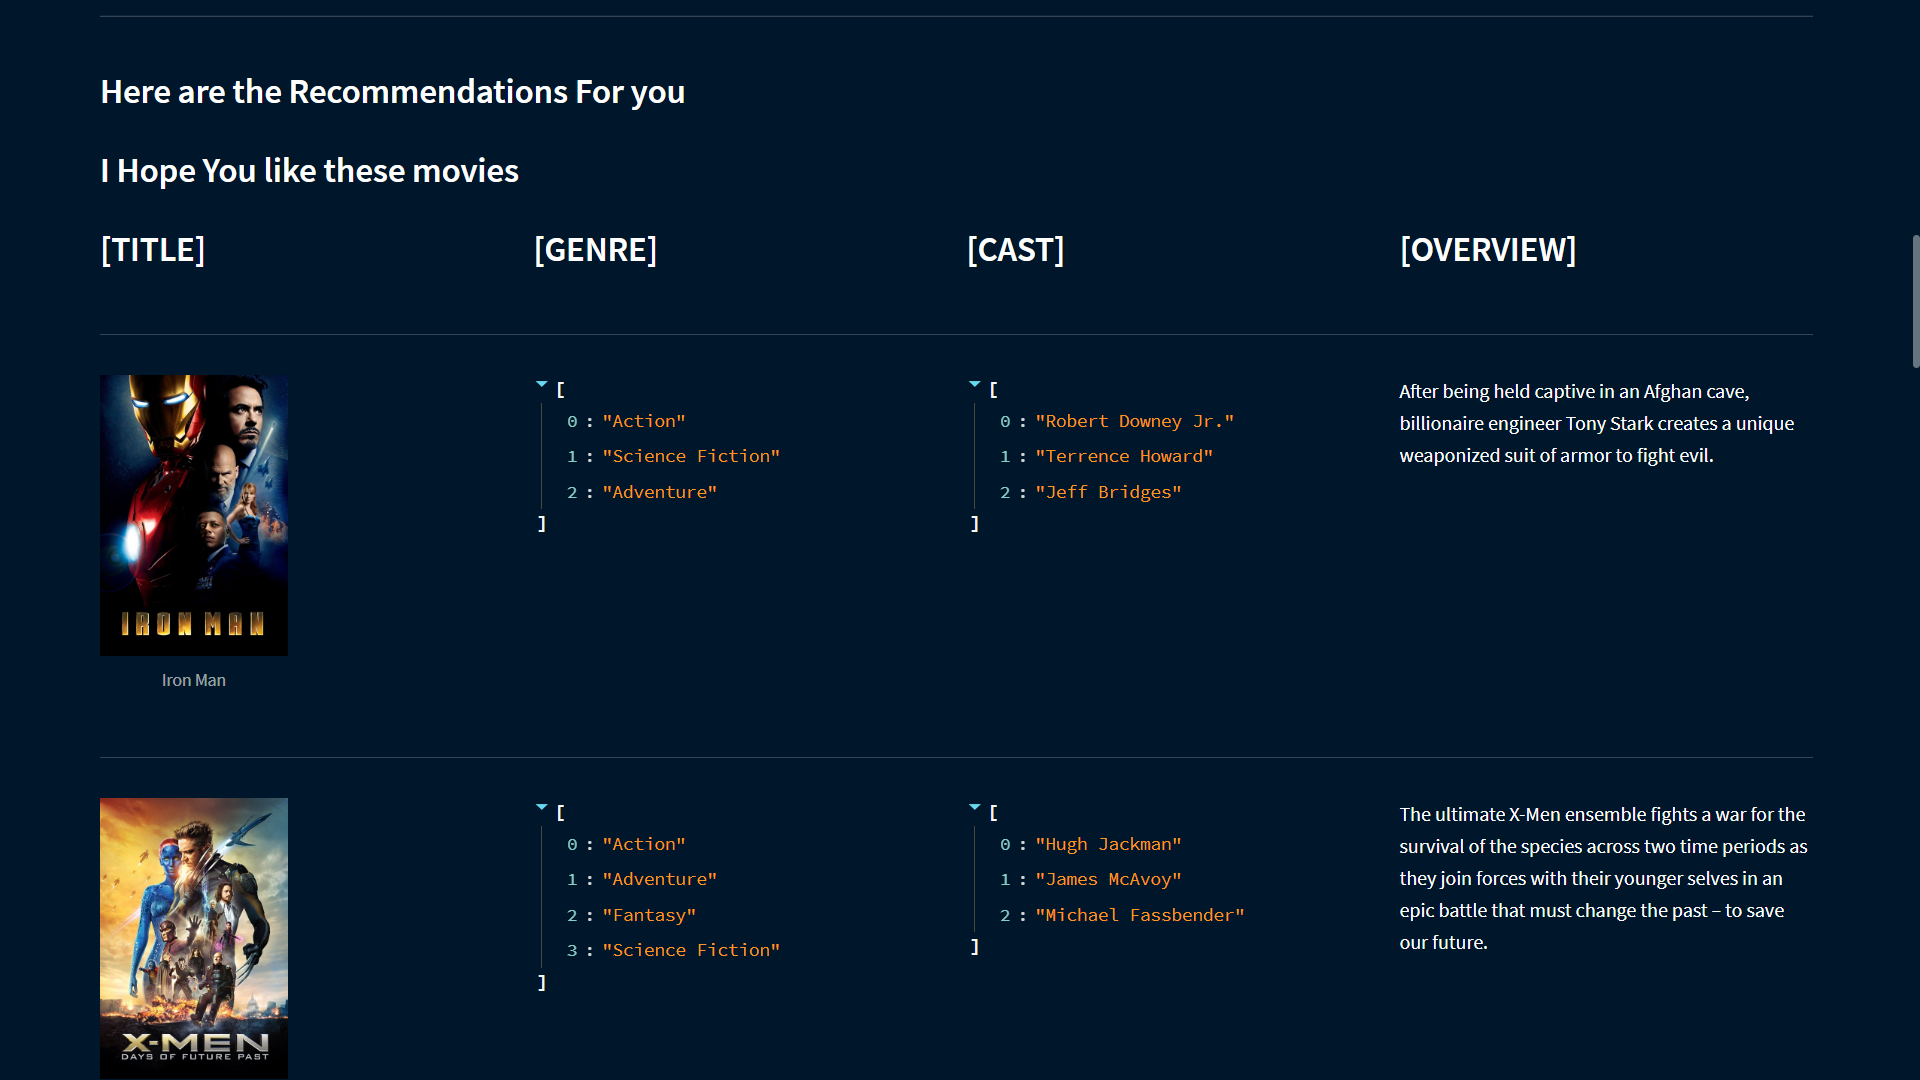 Here are the Recommendations For you
I Hope You like these movies
[TITLE]
[GENRE]
[CAST]
[OVERVIEW]
IRON MAN
Iron Man
[
0 : "Action"
1 : "Science Fiction"
2 : "Adventure"
]
[
0 : "Robert Downey Jr."
1 : "Terrence Howard"
2 : "Jeff Bridges"
]
After being held captive in an Afghan cave,
billionaire engineer Tony Stark creates a unique
weaponized suit of armor to fight evil.
X-MEN
DAYS OF FUTURE PAST
[
0 : "Action"
1 : "Adventure"
2 : "Fantasy"
3 : "Science Fiction"
]
[
0 : "Hugh Jackman"
1 : "James McAvoy"
2 : "Michael Fassbender"
]
The ultimate X-Men ensemble fights a war for the
survival of the species across two time periods as
they join forces with their younger selves in an
epic battle that must change the past – to save
our future.